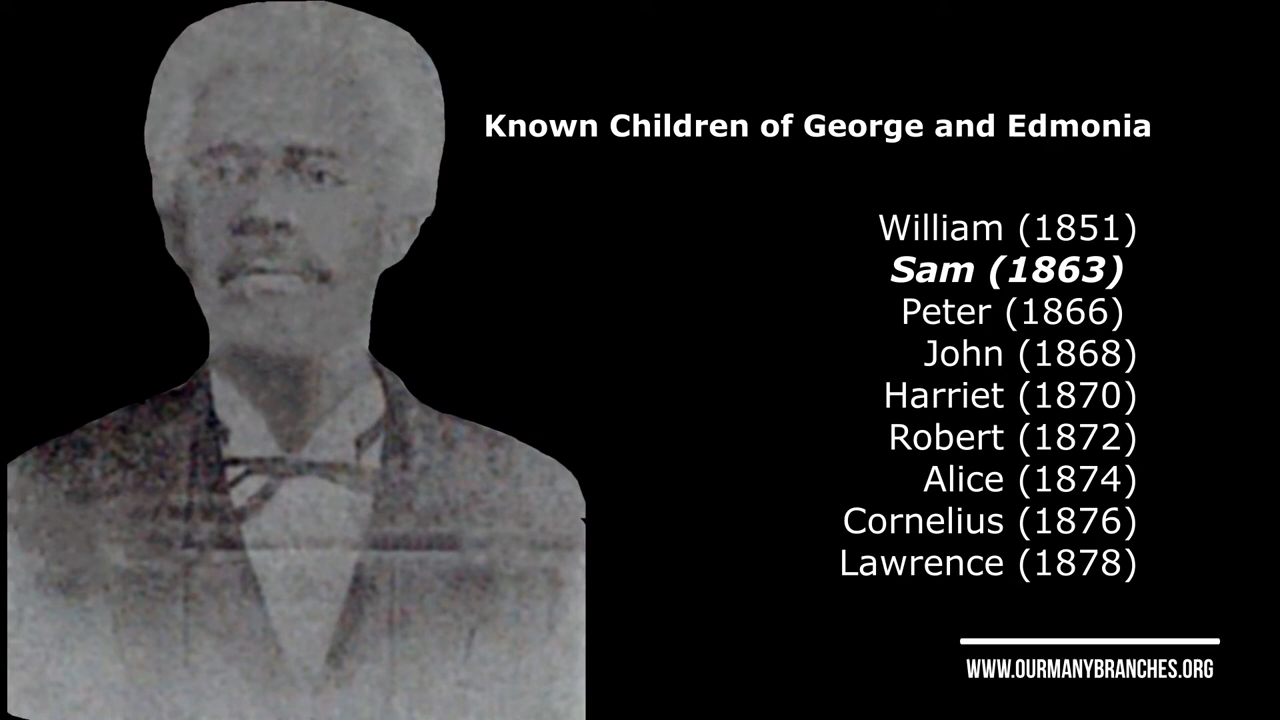 Known Children of George and Edmonia
William (1851)
Sam (1863)
Peter (1866)
John (1868)
Harriet (1870)
Robert (1872)
Alice (1874)
Cornelius (1876)
Lawrence (1878)
WWW.OURMANYBRANCHES.ORG